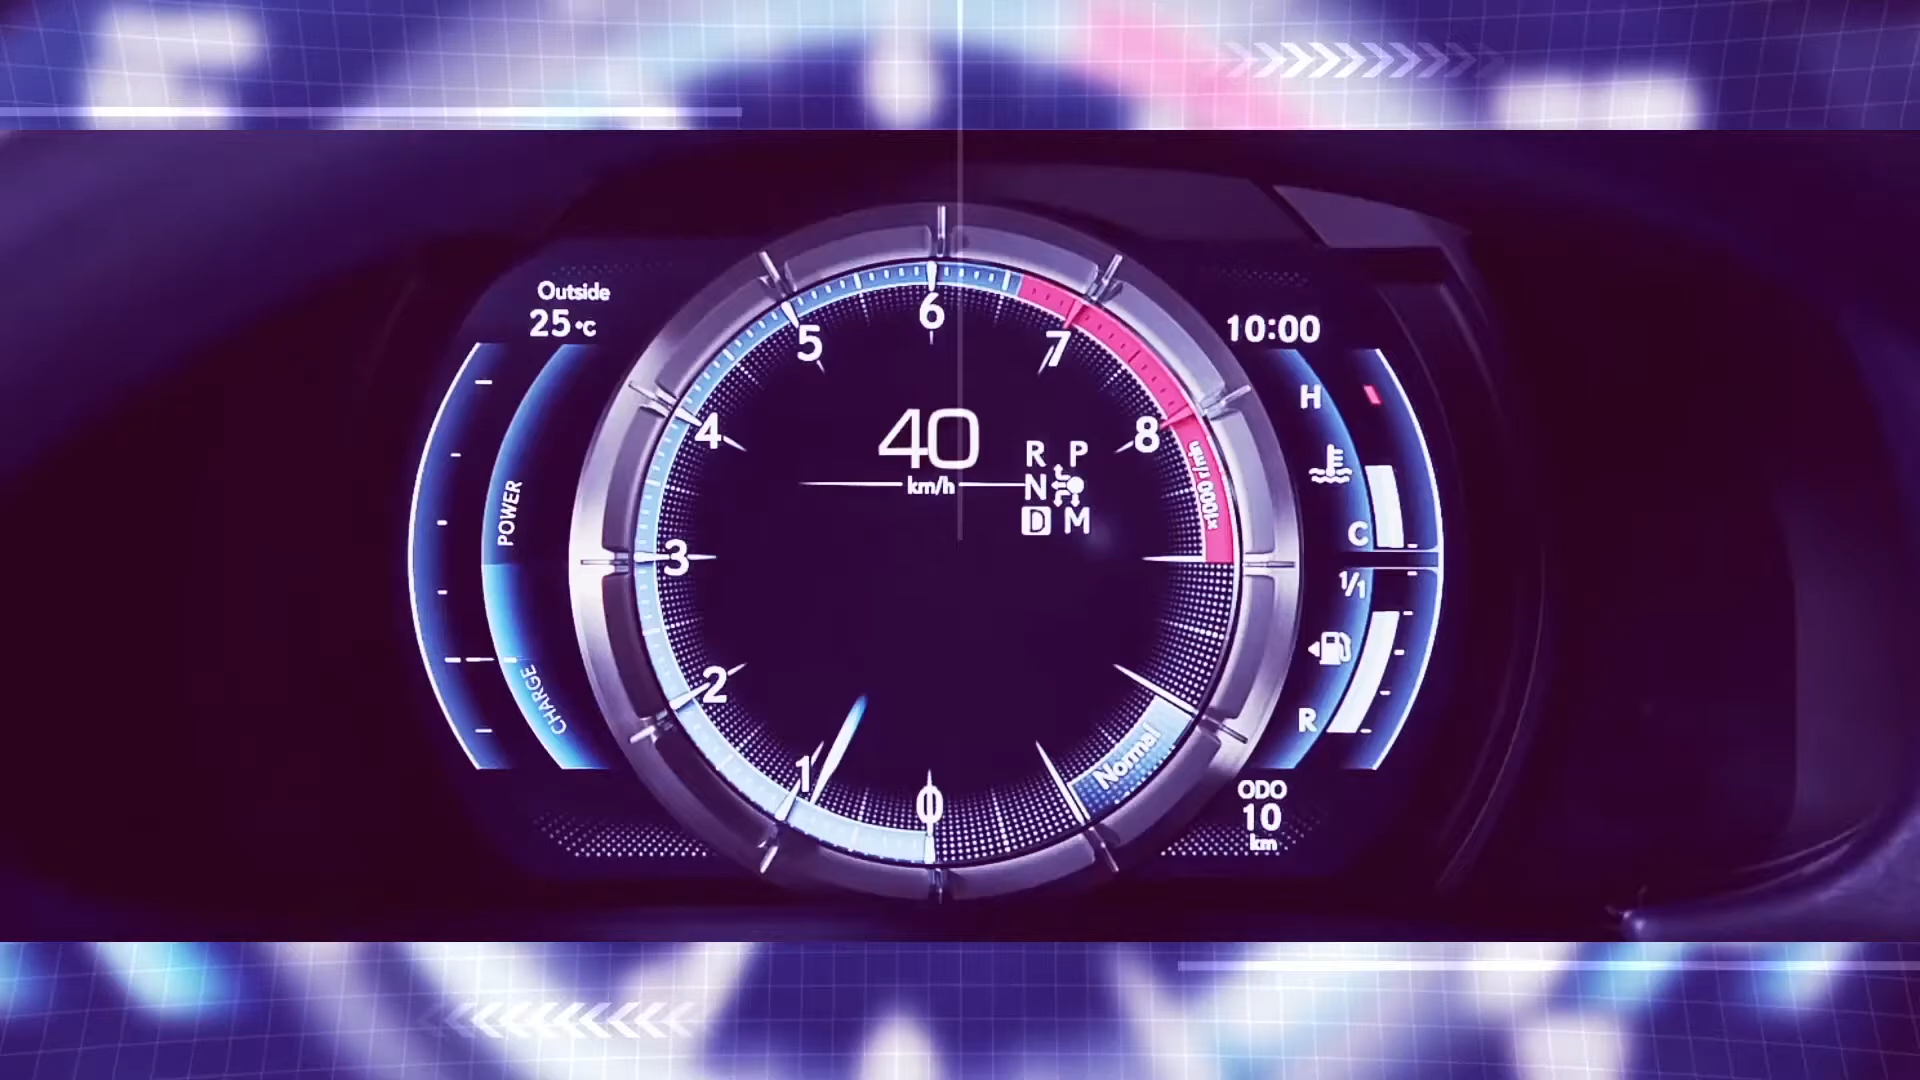 Outside
25°C
10:00
6
5
7
4
8
40
km/h
R P
N
D M
H
C
POWER
×1000 r/min
3
1/1
2
CHARGE
R
Normal
1
0
ODO
10
km